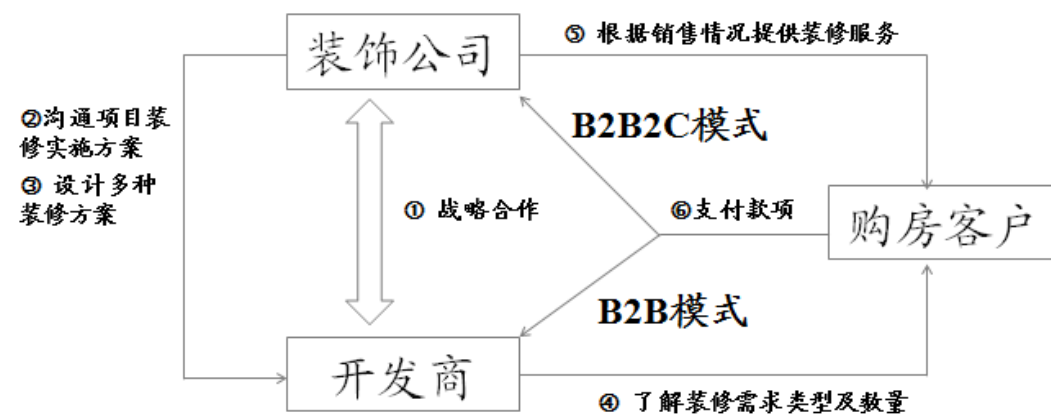 ⑤ 根据销售情况提供装修服务
装饰公司
②沟通项目装
修实施方案
③ 设计多种
装修方案
B2B2C模式
① 战略合作
⑥支付款项
购房客户
B2B模式
开发商
④ 了解装修需求类型及数量